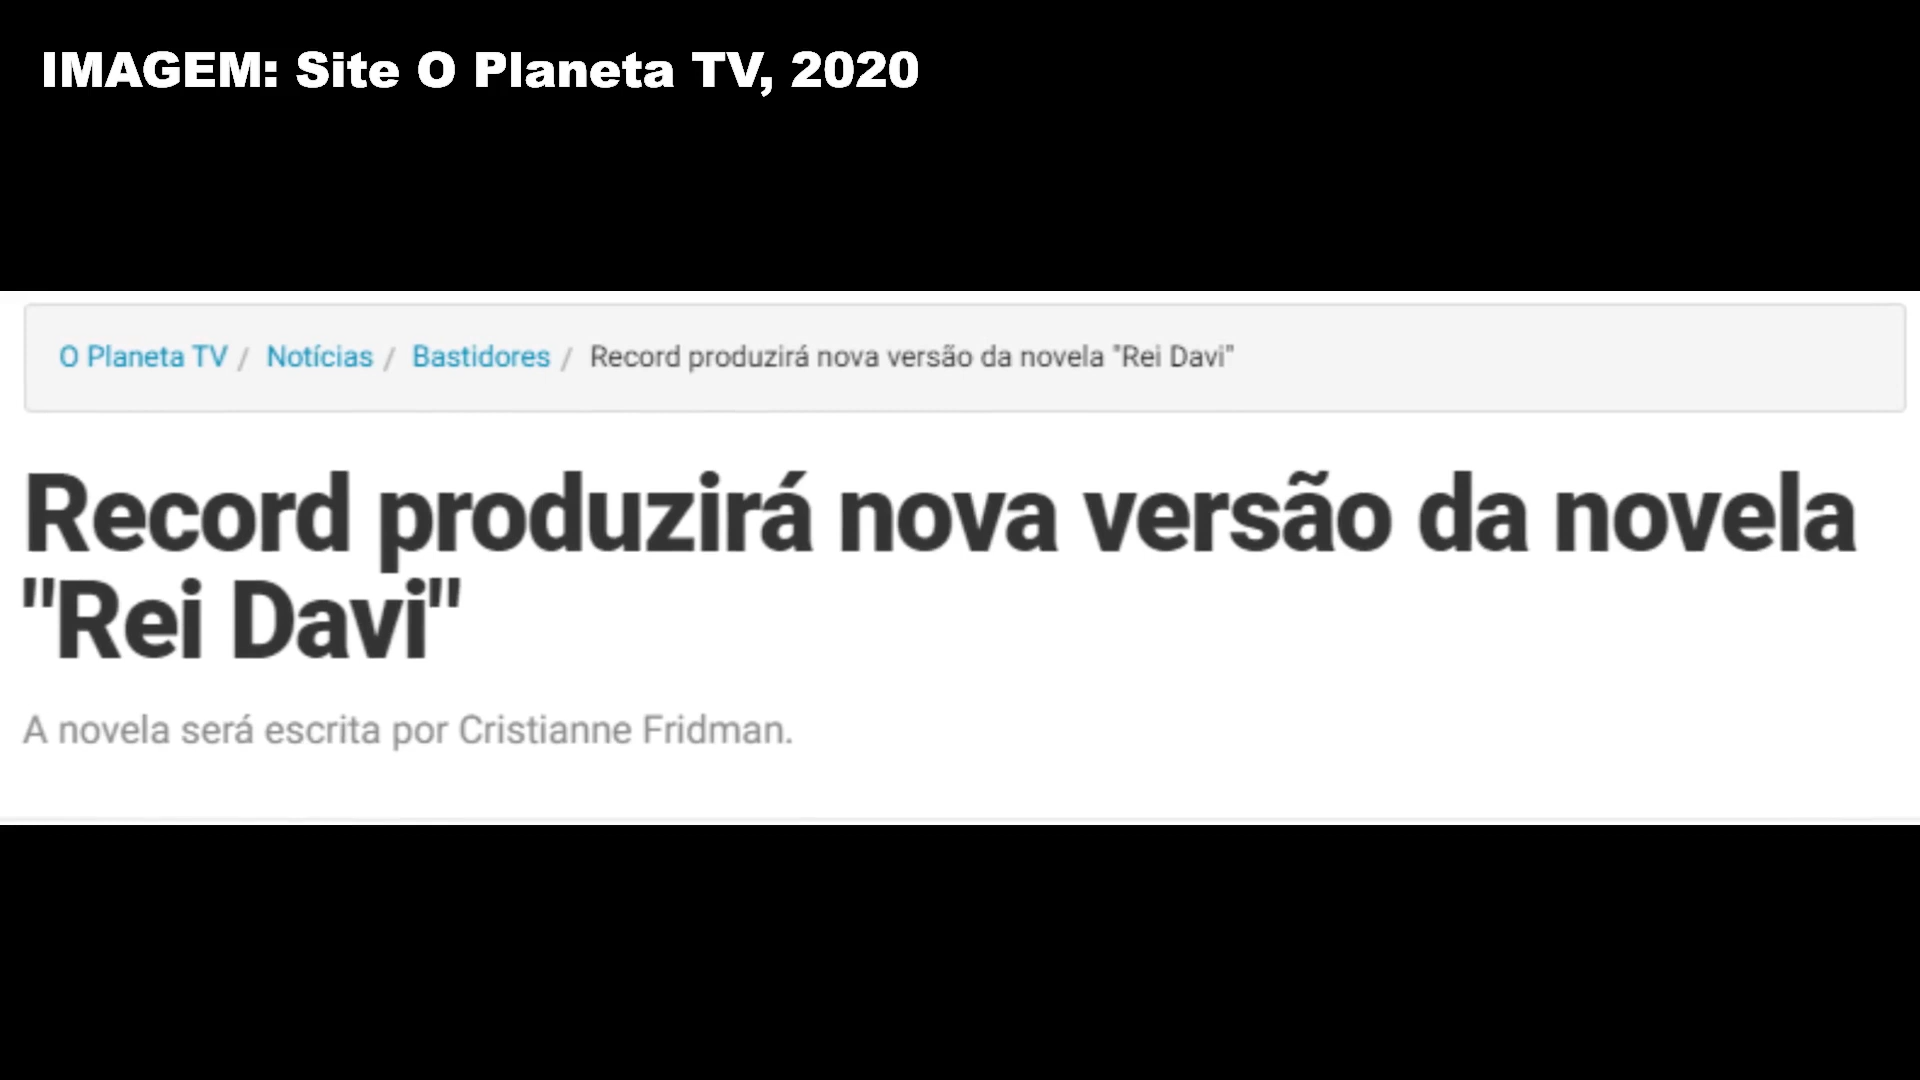 IMAGEM: Site O Planeta TV, 2020
O Planeta TV / Notícias / Bastidores / Record produzirá nova versão da novela "Rei Davi"
Record produzirá nova versão da novela
"Rei Davi"
A novela será escrita por Cristianne Fridman.